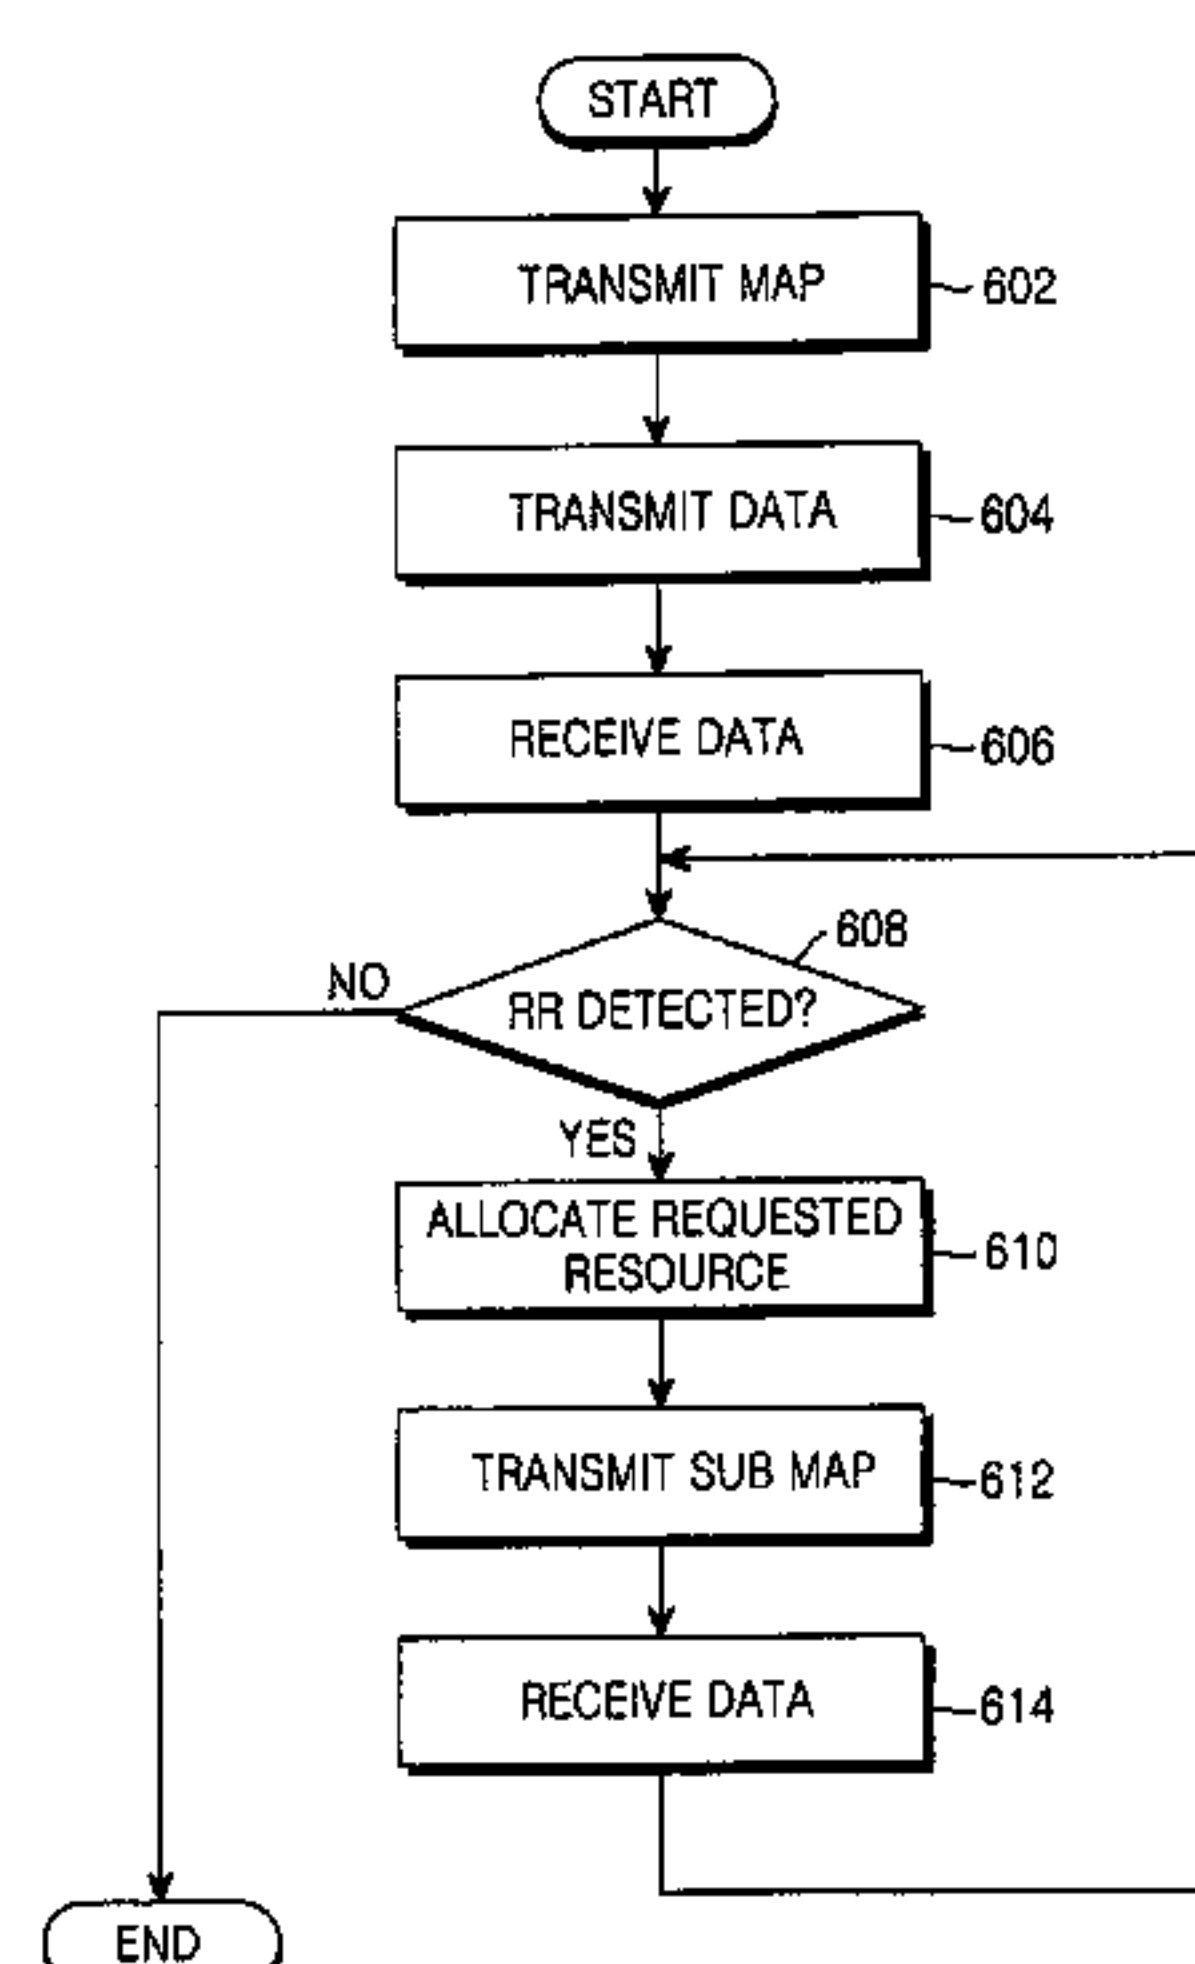 START
TRANSMIT MAP
602
TRANSMIT DATA
604
RECEIVE DATA
606
608
NO
RR DETECTED?
YES
ALLOCATE REQUESTED
RESOURCE
610
TRANSMIT SUB MAP
612
RECEIVE DATA
614
END